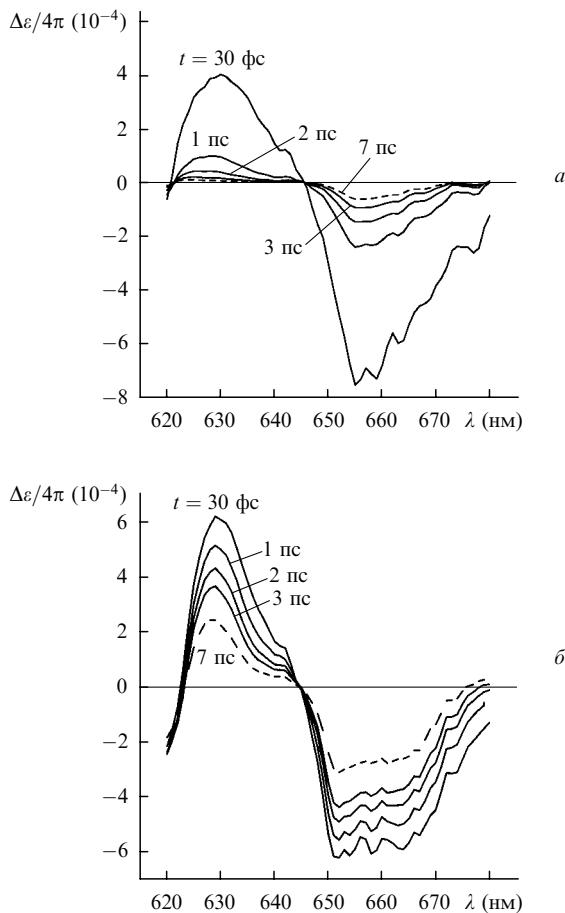 Δε/4π (10⁻⁴)
t = 30 фс
4
1 пс
2 пс
7 пс
2
0
а
3 пс
−2
−4
−6
−8
620 630 640 650 660 670 λ (нм)
Δε/4π (10⁻⁴)
t = 30 фс
6
1 пс
4
2 пс
3 пс
2
7 пс
б
0
−2
−4
−6
620 630 640 650 660 670 λ (нм)